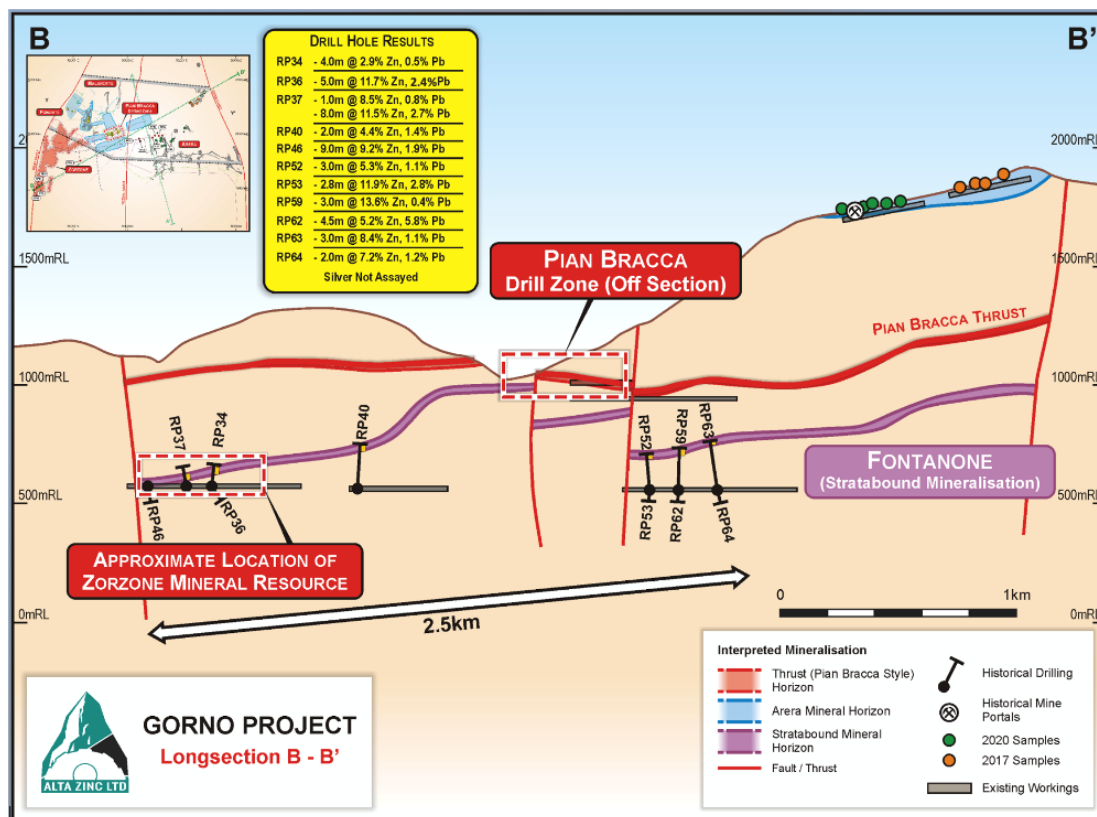 B
B'
DRILL HOLE RESULTS
RP34 - 4.0m @ 2.9% Zn, 0.5% Pb
RP36 - 5.0m @ 11.7% Zn, 2.4%Pb
RP37 - 1.0m @ 8.5% Zn, 0.8% Pb
- 8.0m @ 11.5% Zn, 2.7% Pb
RP40 - 2.0m @ 4.4% Zn, 1.4% Pb
RP46 - 9.0m @ 9.2% Zn, 1.9% Pb
RP52 - 3.0m @ 5.3% Zn, 1.1% Pb
RP53 - 2.8m @ 11.9% Zn, 2.8% Pb
RP59 - 3.0m @ 13.6% Zn, 0.4% Pb
RP62 - 4.5m @ 5.2% Zn, 5.8% Pb
RP63 - 3.0m @ 8.4% Zn, 1.1% Pb
RP64 - 2.0m @ 7.2% Zn, 1.2% Pb
Silver Not Assayed
2
2000mRL
1500mRL
1500mRL
PIAN BRACCA
Drill Zone (Off Section)
PIAN BRACCA THRUST
1000mRL
1000mRL
RP37
RP34
RP40
RP52
RP59
RP63
FONTANONE
(Stratabound Mineralisation)
500mRL
500mRL
RP46
RP36
RP53
RP62
RP64
APPROXIMATE LOCATION OF
ZORZONE MINERAL RESOURCE
0mRL
0mRL
2.5km
0
1km
GORNO PROJECT
Longsection B - B'
ALTA ZINC LTD
Interpreted Mineralisation
Thrust (Pian Bracca Style)
Horizon
Arera Mineral Horizon
Stratabound Mineral
Horizon
Fault / Thrust
Historical Drilling
Historical Mine
Portals
2020 Samples
2017 Samples
Existing Workings